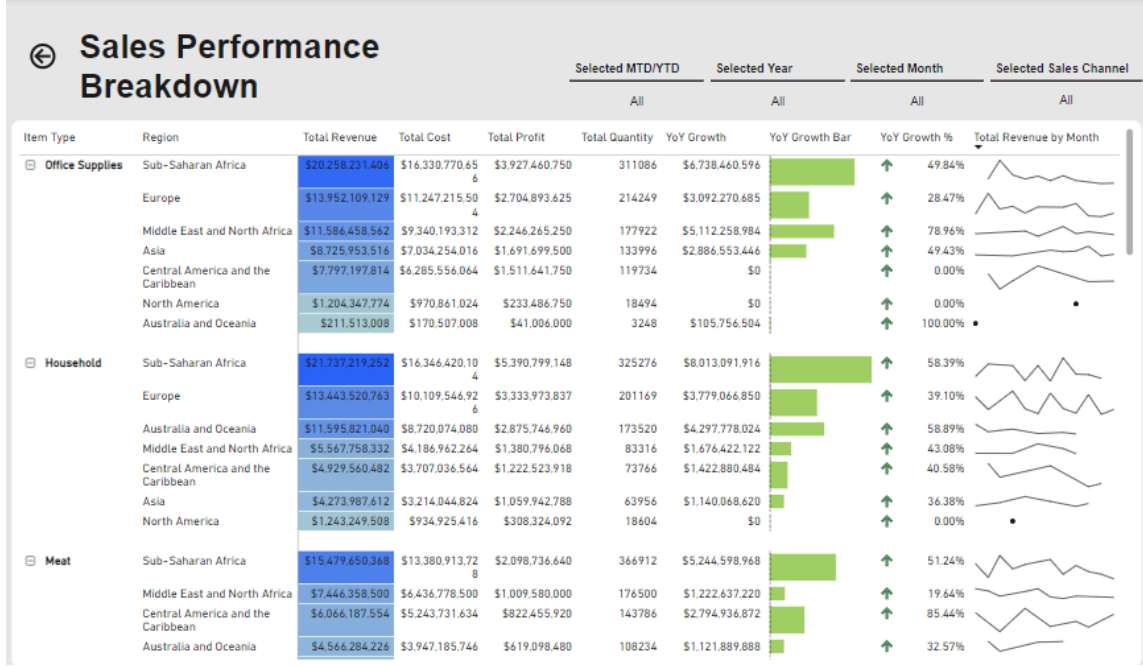 Sales Performance
Breakdown
Selected MTD/YTD Selected Year Selected Month Selected Sales Channel
All All All All
Item Type Region Total Revenue Total Cost Total Profit Total Quantity YoY Growth YoY Growth Bar YoY Growth % Total Revenue by Month
Office Supplies Sub-Saharan Africa $20,258,231,406 $16,330,770,65 $3,927,460,750 311086 $6,738,460,596 49.84%
6
Europe $13,952,109,129 $11,247,215,50 $2,704,893,625 214249 $3,092,270,685 28.47%
4
Middle East and North Africa $11,586,458,562 $9,340,193,312 $2,246,265,250 177922 $5,112,258,984 78.96%
Asia $8,725,953,516 $7,034,254,016 $1,691,699,500 133996 $2,886,553,446 49.43%
Central America and the $7,797,197,814 $6,285,556,064 $1,511,641,750 119734 $0 0.00%
Caribbean
North America $1,204,347,774 $970,861,024 $233,486,750 18494 $0 0.00%
Australia and Oceania $211,513,008 $170,507,008 $41,006,000 3248 $105,756,504 100.00%
Household Sub-Saharan Africa $21,737,219,252 $16,346,420,10 $5,390,799,148 325276 $8,013,091,916 58.39%
4
Europe $13,443,520,763 $10,109,546,92 $3,333,973,837 201169 $3,779,066,850 39.10%
6
Australia and Oceania $11,595,821,040 $8,720,074,080 $2,875,746,960 173520 $4,297,778,024 58.89%
Middle East and North Africa $5,567,758,332 $4,186,962,264 $1,380,796,068 83316 $1,676,422,122 43.08%
Central America and the $4,929,560,482 $3,707,036,564 $1,222,523,918 73766 $1,422,880,484 40.58%
Caribbean
Asia $4,273,987,612 $3,214,044,824 $1,059,942,788 63956 $1,140,068,620 36.38%
North America $1,243,249,508 $934,925,416 $308,324,092 18604 $0 0.00%
Meat Sub-Saharan Africa $15,479,650,368 $13,380,913,72 $2,098,736,640 366912 $5,244,598,968 51.24%
8
Middle East and North Africa $7,446,358,500 $6,436,778,500 $1,009,580,000 176500 $1,222,637,220 19.64%
Central America and the $6,066,187,554 $5,243,731,634 $822,455,920 143786 $2,794,936,872 85.44%
Caribbean
Australia and Oceania $4,566,284,226 $3,947,185,746 $619,098,480 108234 $1,121,889,888 32.57%